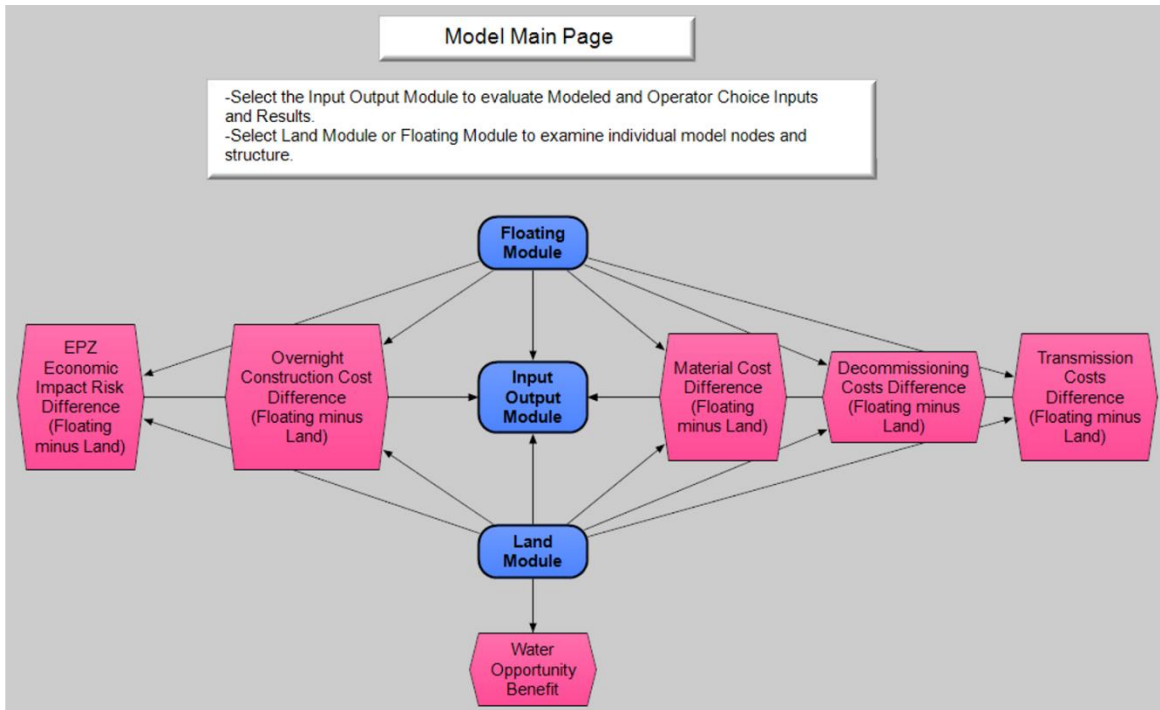 Model Main Page
-Select the Input Output Module to evaluate Modeled and Operator Choice Inputs
and Results.
-Select Land Module or Floating Module to examine individual model nodes and
structure.
Floating
Module
EPZ
Economic
Impact Risk
Difference
(Floating
minus Land)
Overnight
Construction Cost
Difference
(Floating minus
Land)
Input
Output
Module
Material Cost
Difference
(Floating
minus Land)
Decommissioning
Costs Difference
(Floating minus
Land)
Transmission
Costs
Difference
(Floating
minus Land)
Land
Module
Water
Opportunity
Benefit